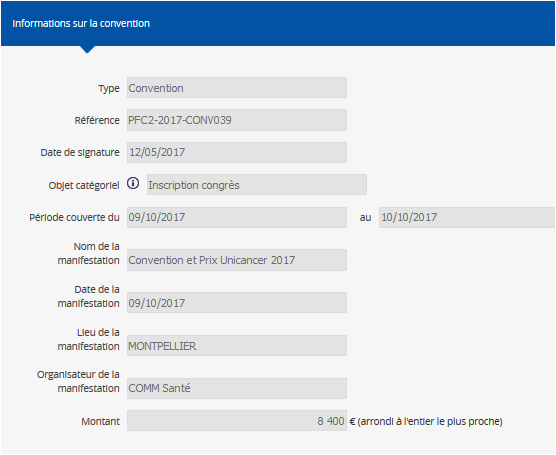 Informations sur la convention
Type Convention
Référence PFC2-2017-CONV039
Date de signature 12/05/2017
Objet catégoriel Inscription congrès
Période couverte du 09/10/2017 au 10/10/2017
Nom de la
manifestation Convention et Prix Unicancer 2017
Date de la
manifestation 09/10/2017
Lieu de la
manifestation MONTPELLIER
Organisateur de la
manifestation COMM Santé
Montant 8 400 € (arrondi à l'entier le plus proche)